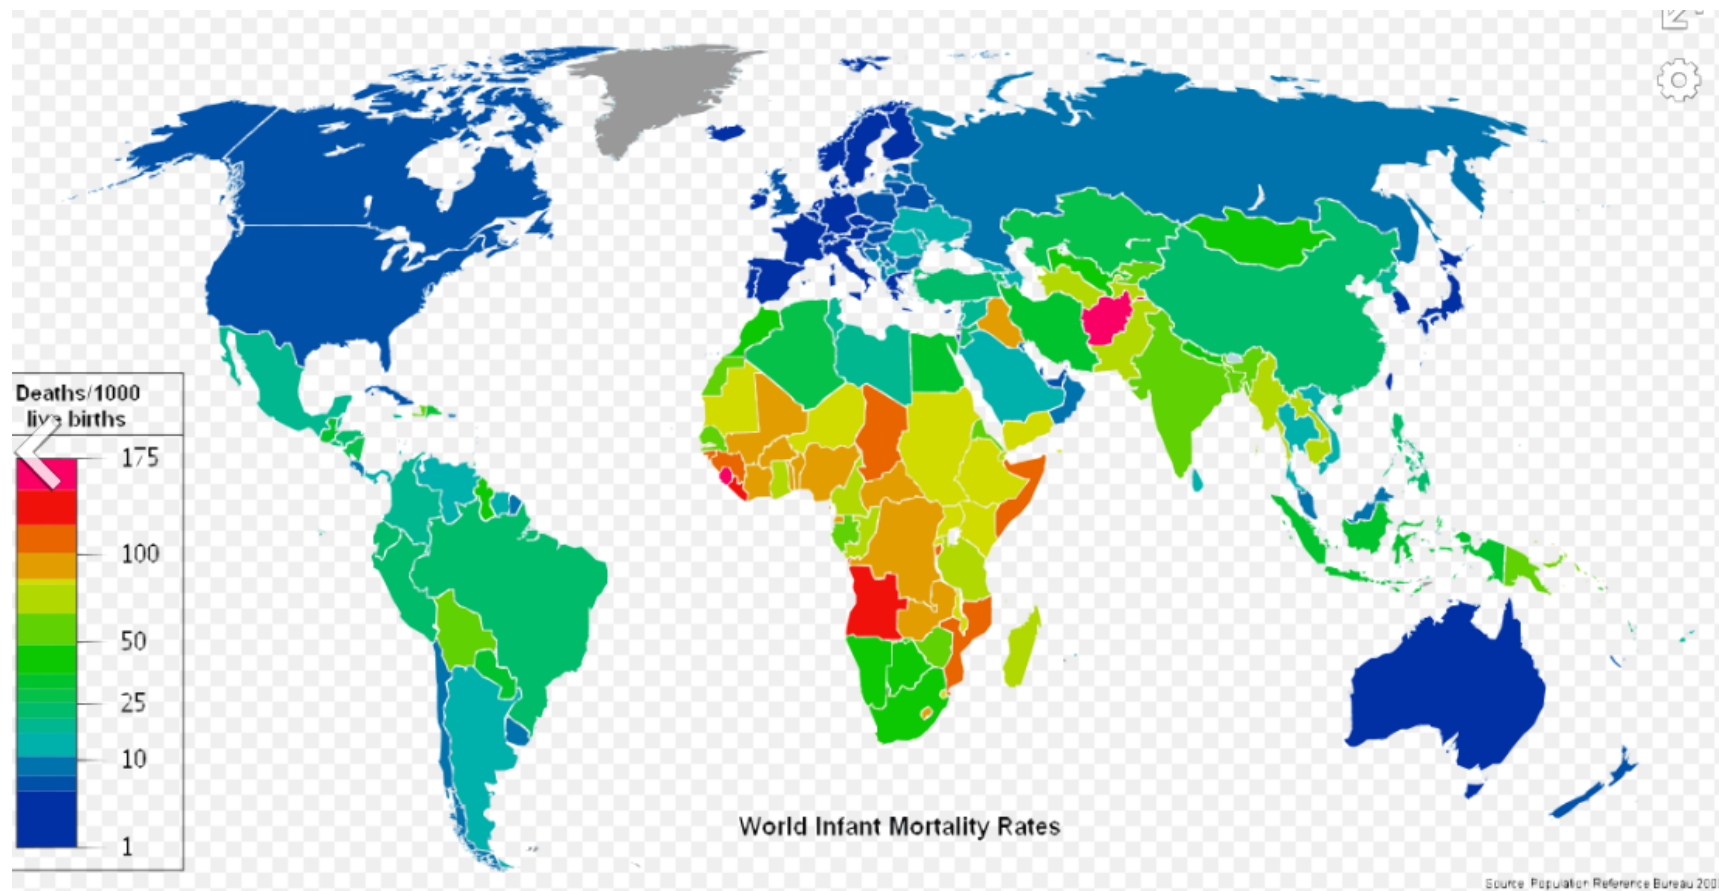 Deaths/1000
live births
175
100
50
25
10
1
World Infant Mortality Rates
Source: Population Reference Bureau